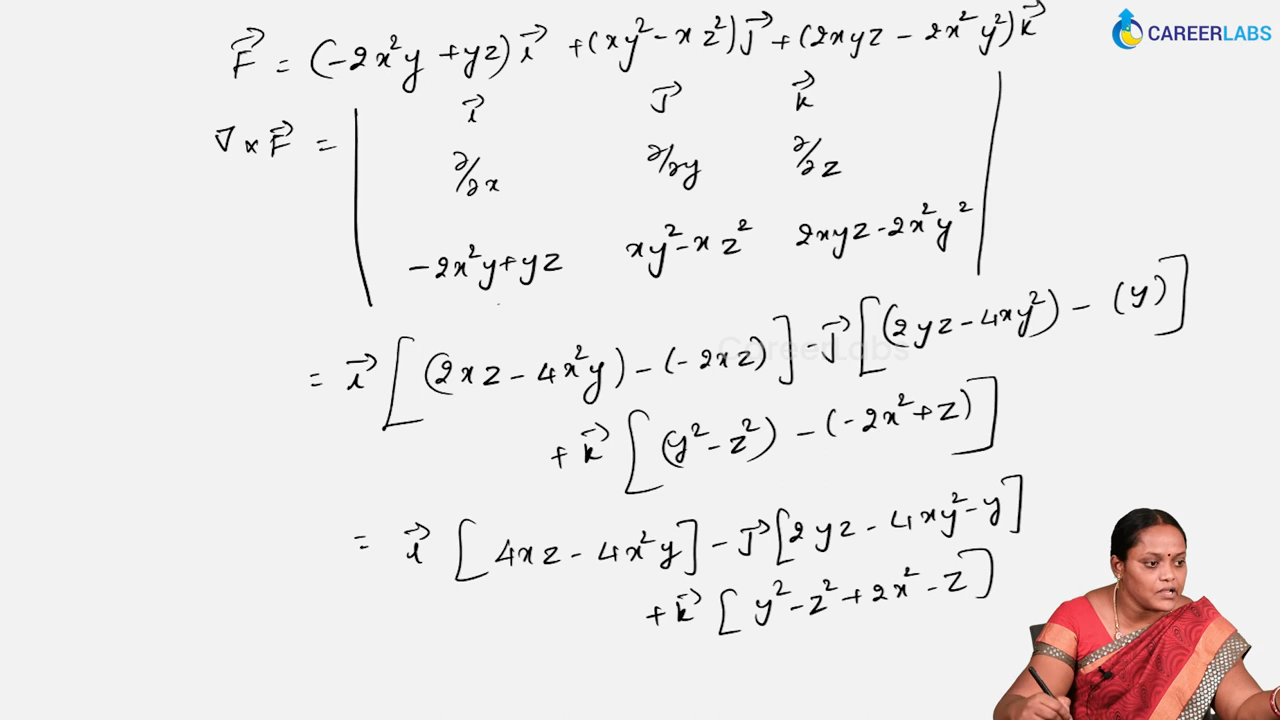 CAREERLABS
F⃗ = (-2x²y + yz) i⃗ + (xy² - xz²) J⃗ + (2xyz - 2x²y²) k⃗
i⃗ J⃗ k⃗
∇ × F⃗ =
∂/∂x ∂/∂y ∂/∂z
-2x²y+yz xy²-xz² 2xyz-2x²y²
= i⃗ [(2xz - 4x²y) - (-2xz)] - J⃗ [(2yz - 4xy²) - (y)]
CareerLabs
+ k⃗ [(y² - z²) - (-2x² + z)]
= i⃗ [4xz - 4x²y] - J⃗ [2yz - 4xy² - y]
+ k⃗ [y² - z² + 2x² - z]